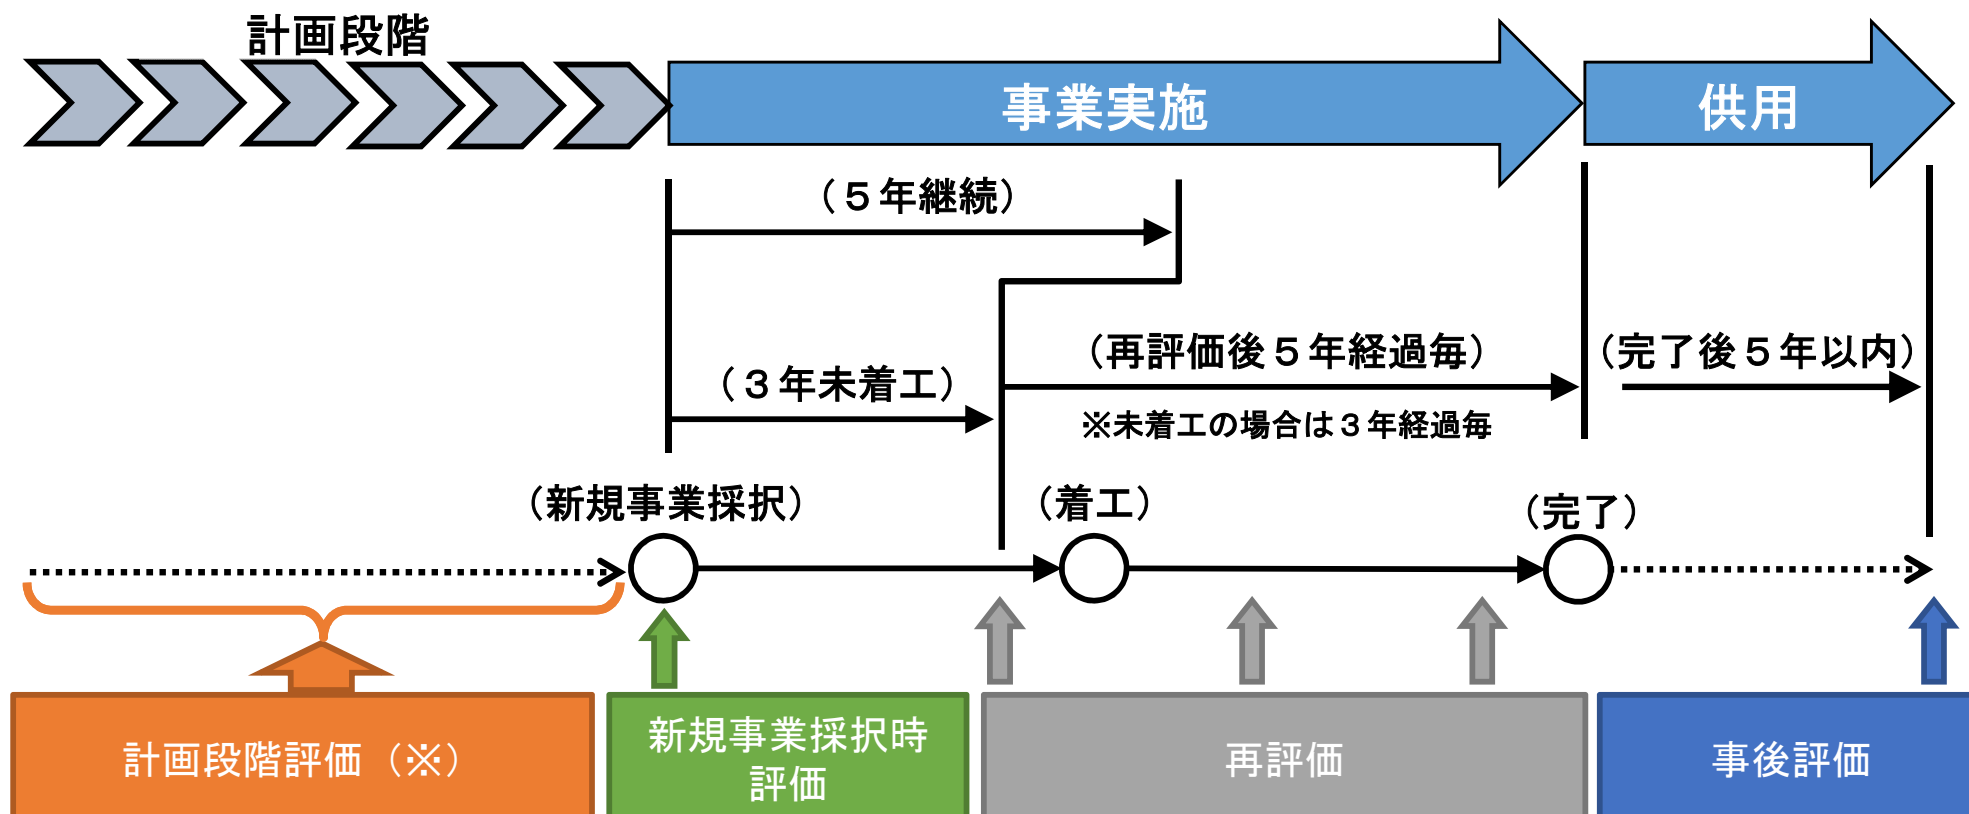 計画段階
事業実施
供用
（５年継続）
（再評価後５年経過毎）
（完了後５年以内）
（３年未着工）
※未着工の場合は３年経過毎
（新規事業採択）
（着工）
（完了）
計画段階評価（※）
新規事業採択時
評価
再評価
事後評価